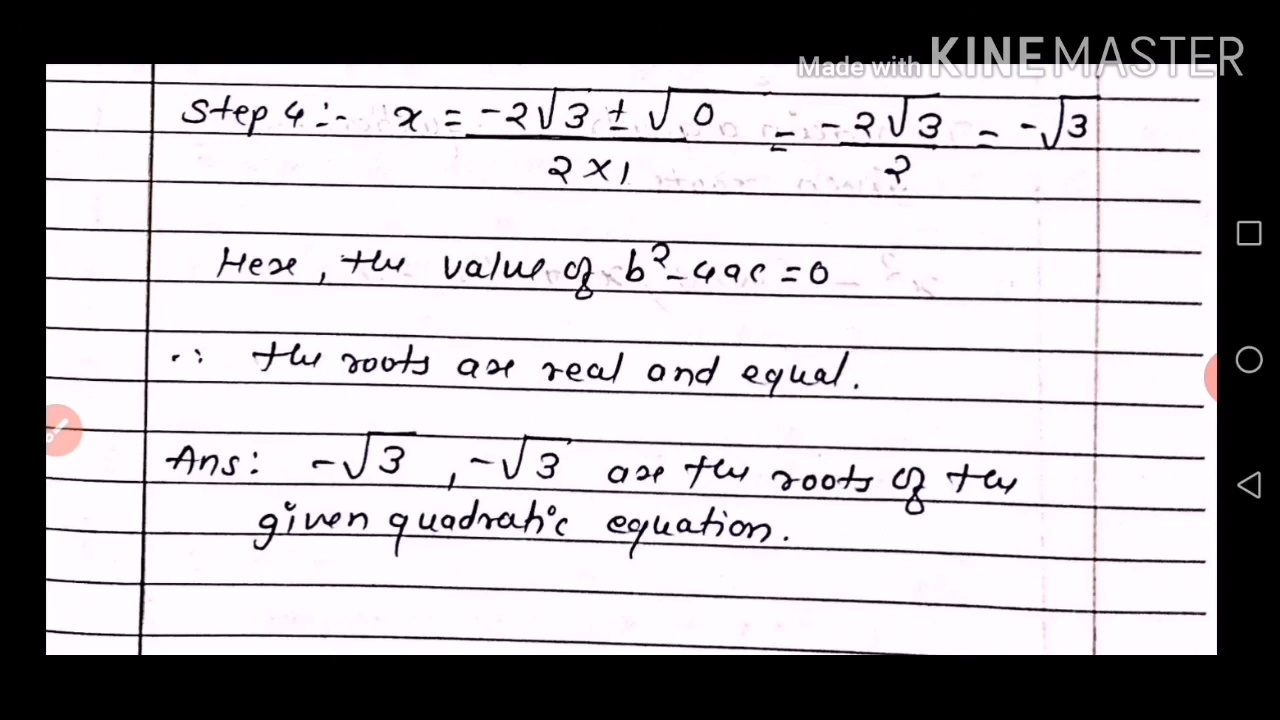 Made with KINEMASTER
Step 4:- x = -2√3 ± √0 / 2×1 = -2√3 / 2 = -√3
Here, the value of b²-4ac = 0
∴ the roots are real and equal.
Ans: -√3, -√3 are the roots of the
given quadratic equation.